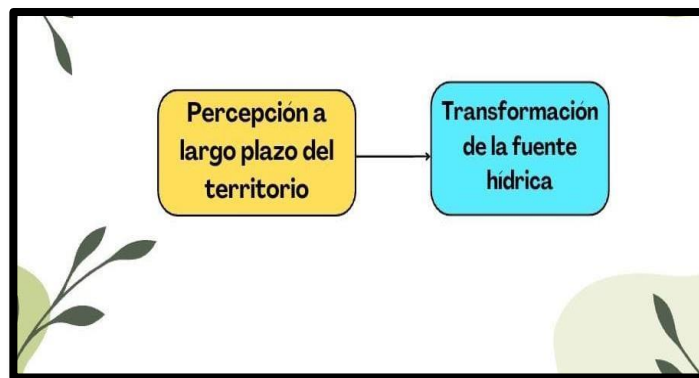 Percepción a
largo plazo del
territorio
Transformación
de la fuente
hídrica